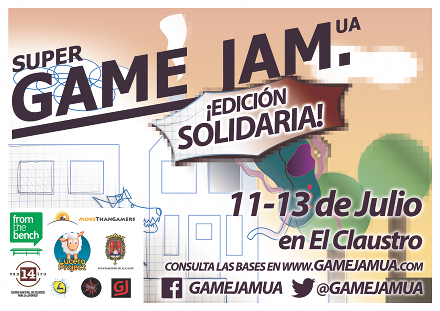 SUPER
GAME JAM.UA
¡EDICIÓN
SOLIDARIA!
11-13 de Julio
en El Claustro
CONSULTA LAS BASES EN WWW.GAMEJAMUA.COM
GAMEJAMUA
@GAMEJAMUA
from
the
bench
MORETHANGAMERS
14